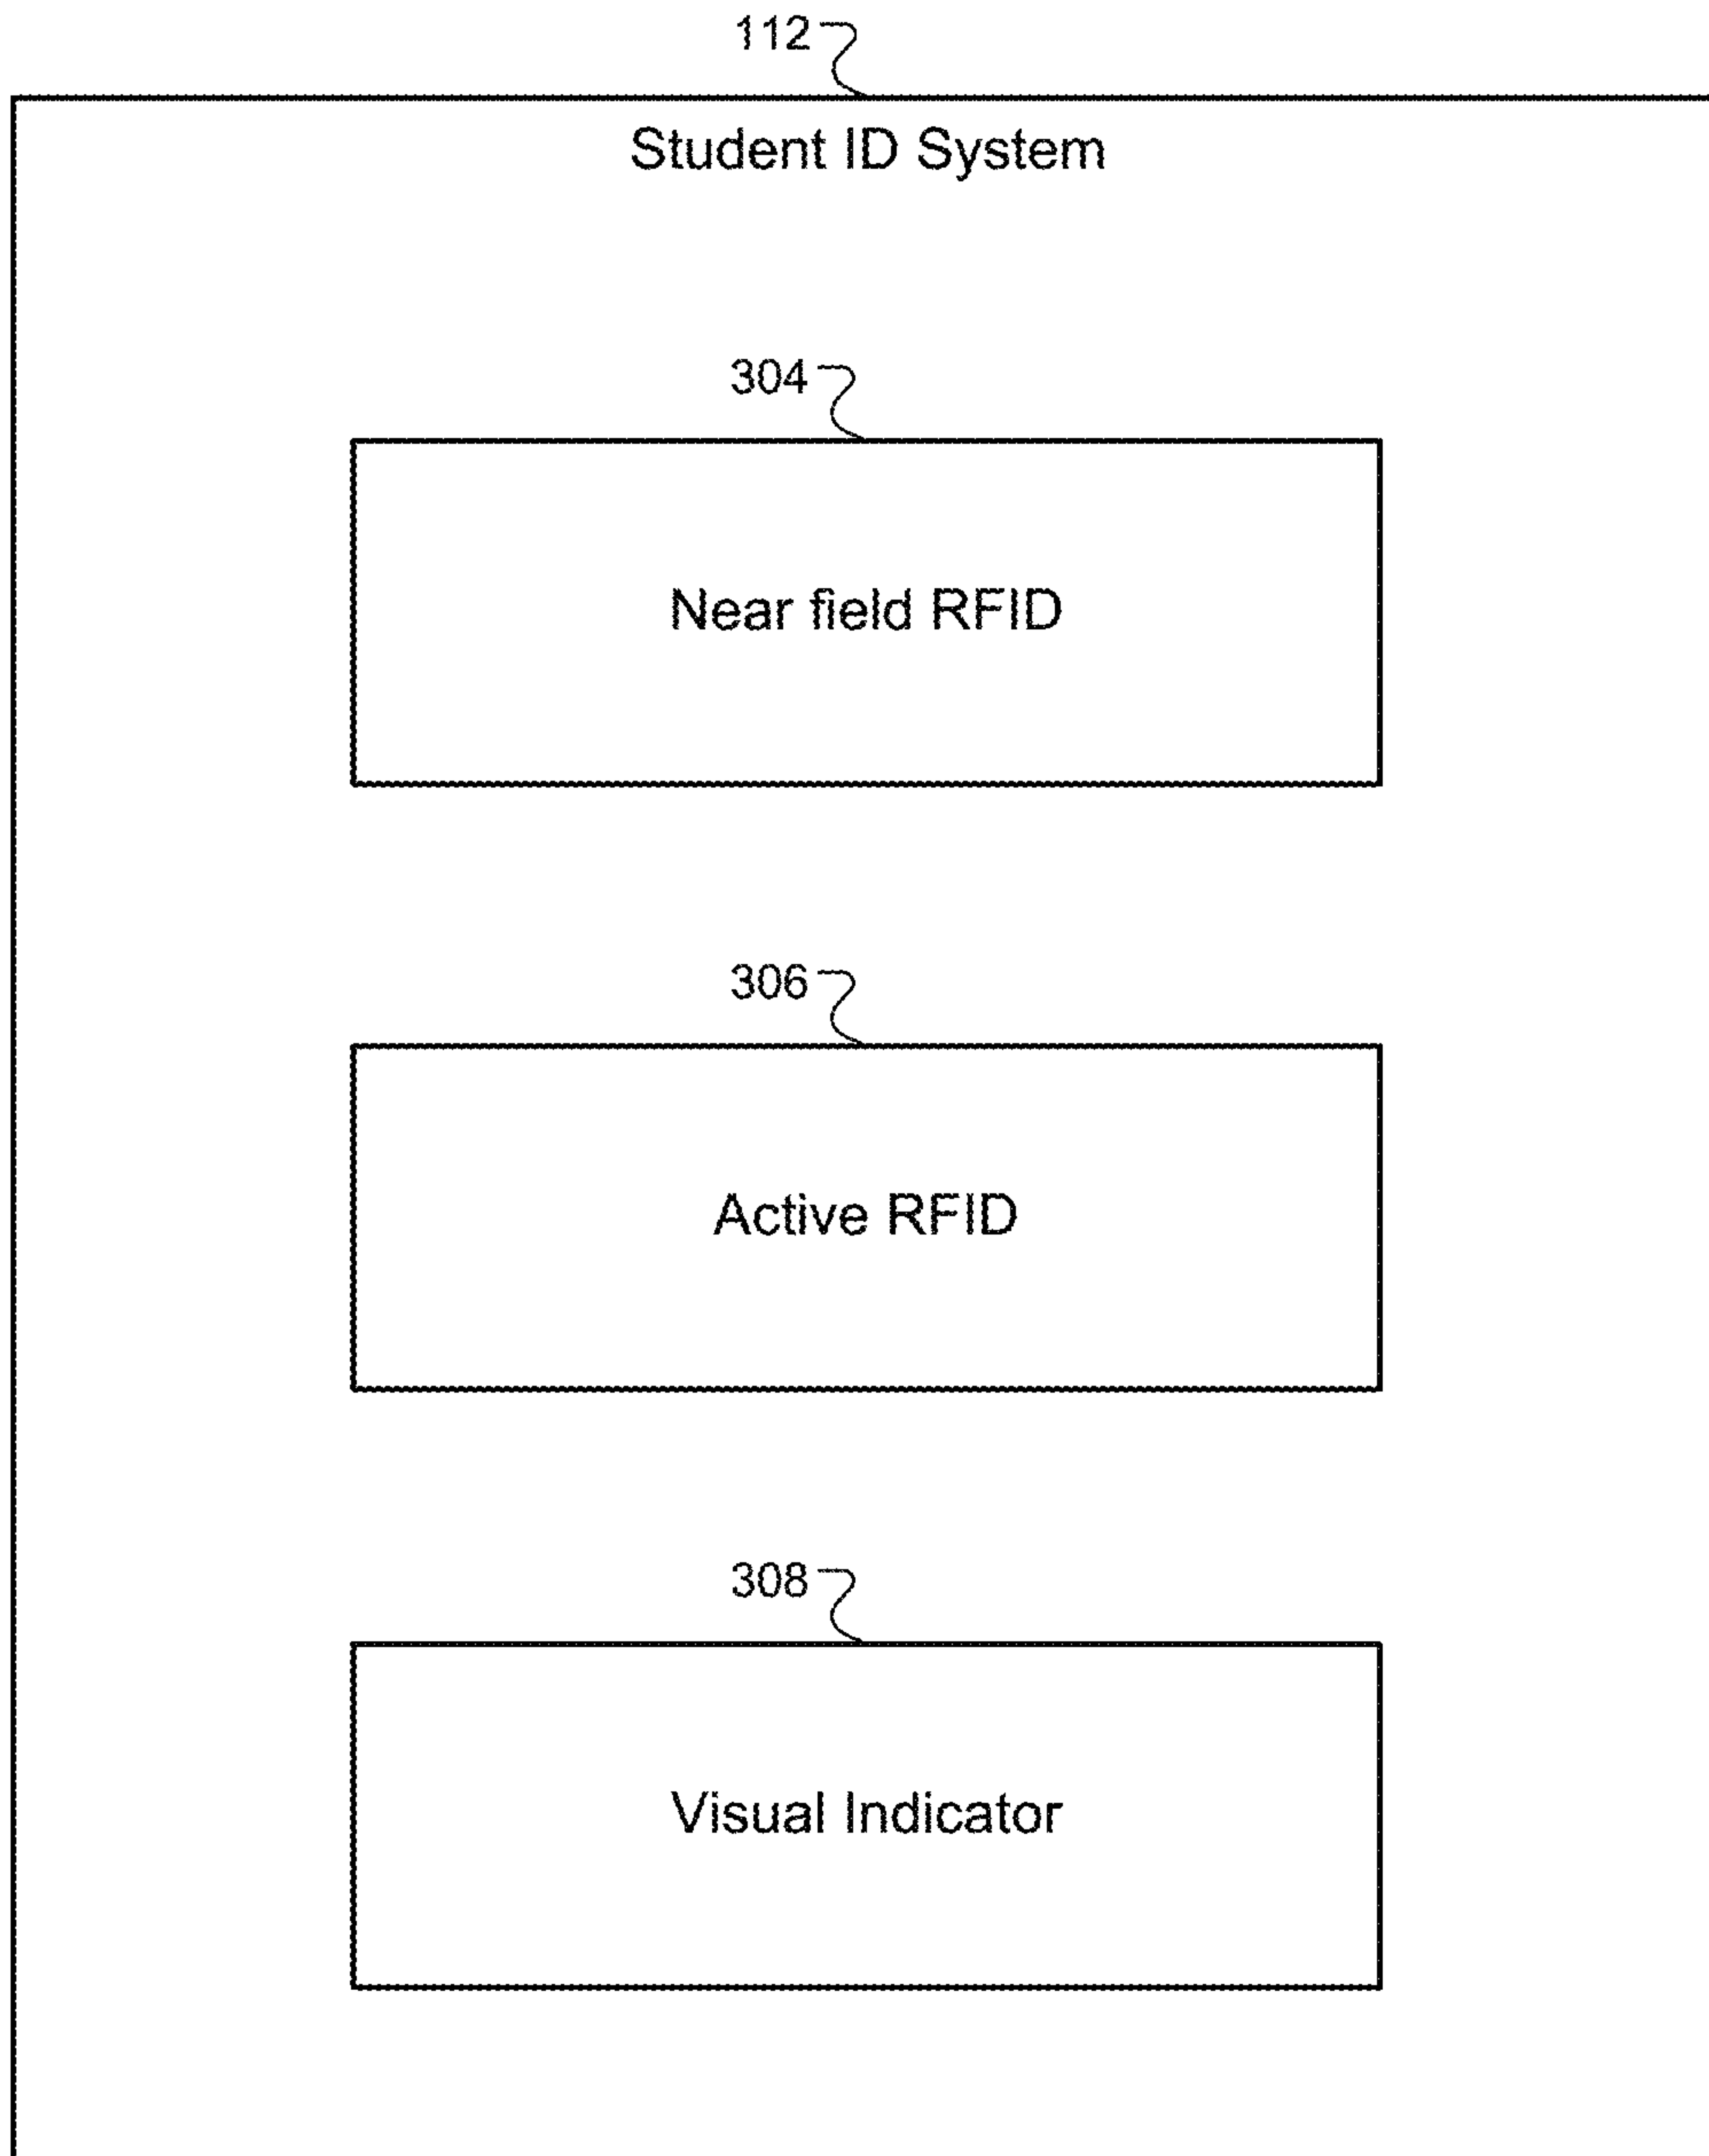 112
Student ID System
304
Near field RFID
306
Active RFID
308
Visual Indicator